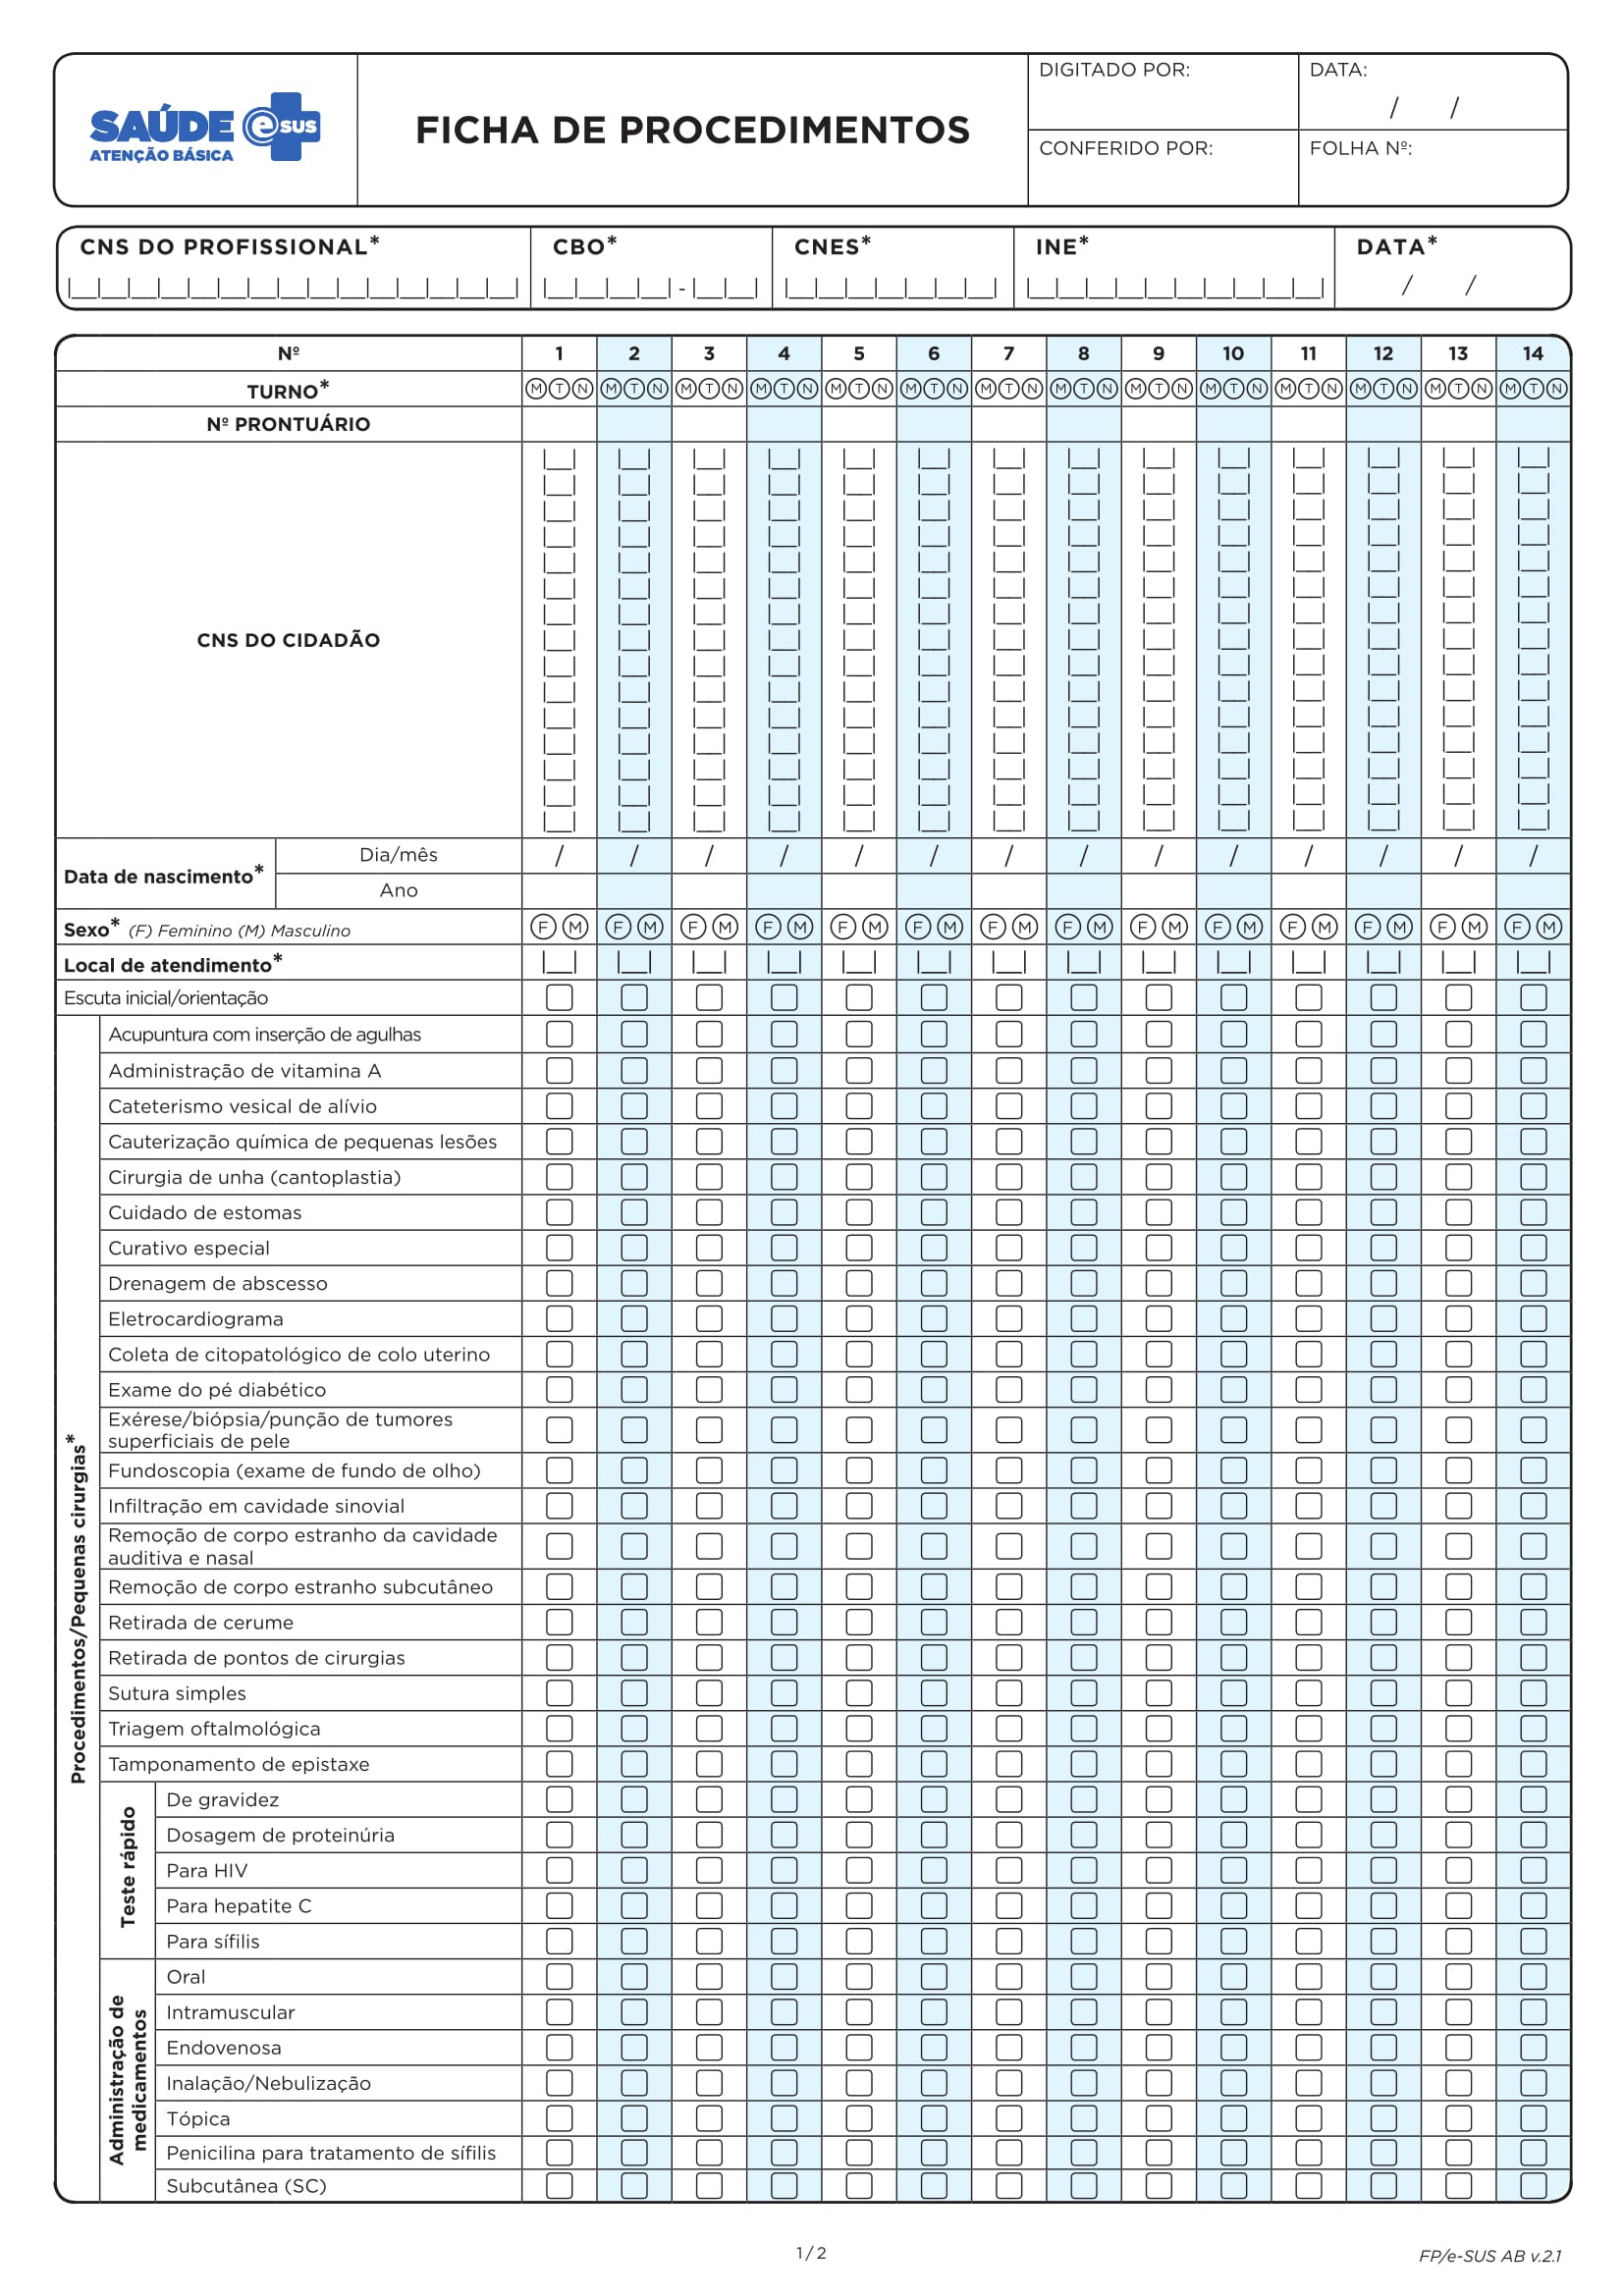 SAÚDE e SUS
ATENÇÃO BÁSICA
FICHA DE PROCEDIMENTOS
DIGITADO POR:
DATA:
/ /
CONFERIDO POR:
FOLHA Nº:
CNS DO PROFISSIONAL* CBO* CNES* INE* DATA*
- / /
Nº 1 2 3 4 5 6 7 8 9 10 11 12 13 14
TURNO* M T N M T N M T N M T N M T N M T N M T N M T N M T N M T N M T N M T N M T N M T N
Nº PRONTUÁRIO
CNS DO CIDADÃO
Data de nascimento*
Dia/mês / / / / / / / / / / / / / /
Ano
Sexo* (F) Feminino (M) Masculino F M F M F M F M F M F M F M F M F M F M F M F M F M F M
Local de atendimento*
Escuta inicial/orientação
Procedimentos/Pequenas cirurgias*
Acupuntura com inserção de agulhas
Administração de vitamina A
Cateterismo vesical de alívio
Cauterização química de pequenas lesões
Cirurgia de unha (cantoplastia)
Cuidado de estomas
Curativo especial
Drenagem de abscesso
Eletrocardiograma
Coleta de citopatológico de colo uterino
Exame do pé diabético
Exérese/biópsia/punção de tumores
superficiais de pele
Fundoscopia (exame de fundo de olho)
Infiltração em cavidade sinovial
Remoção de corpo estranho da cavidade
auditiva e nasal
Remoção de corpo estranho subcutâneo
Retirada de cerume
Retirada de pontos de cirurgias
Sutura simples
Triagem oftalmológica
Tamponamento de epistaxe
Teste rápido
De gravidez
Dosagem de proteinúria
Para HIV
Para hepatite C
Para sífilis
Administração de
medicamentos
Oral
Intramuscular
Endovenosa
Inalação/Nebulização
Tópica
Penicilina para tratamento de sífilis
Subcutânea (SC)
1 / 2
FP/e-SUS AB v.2.1